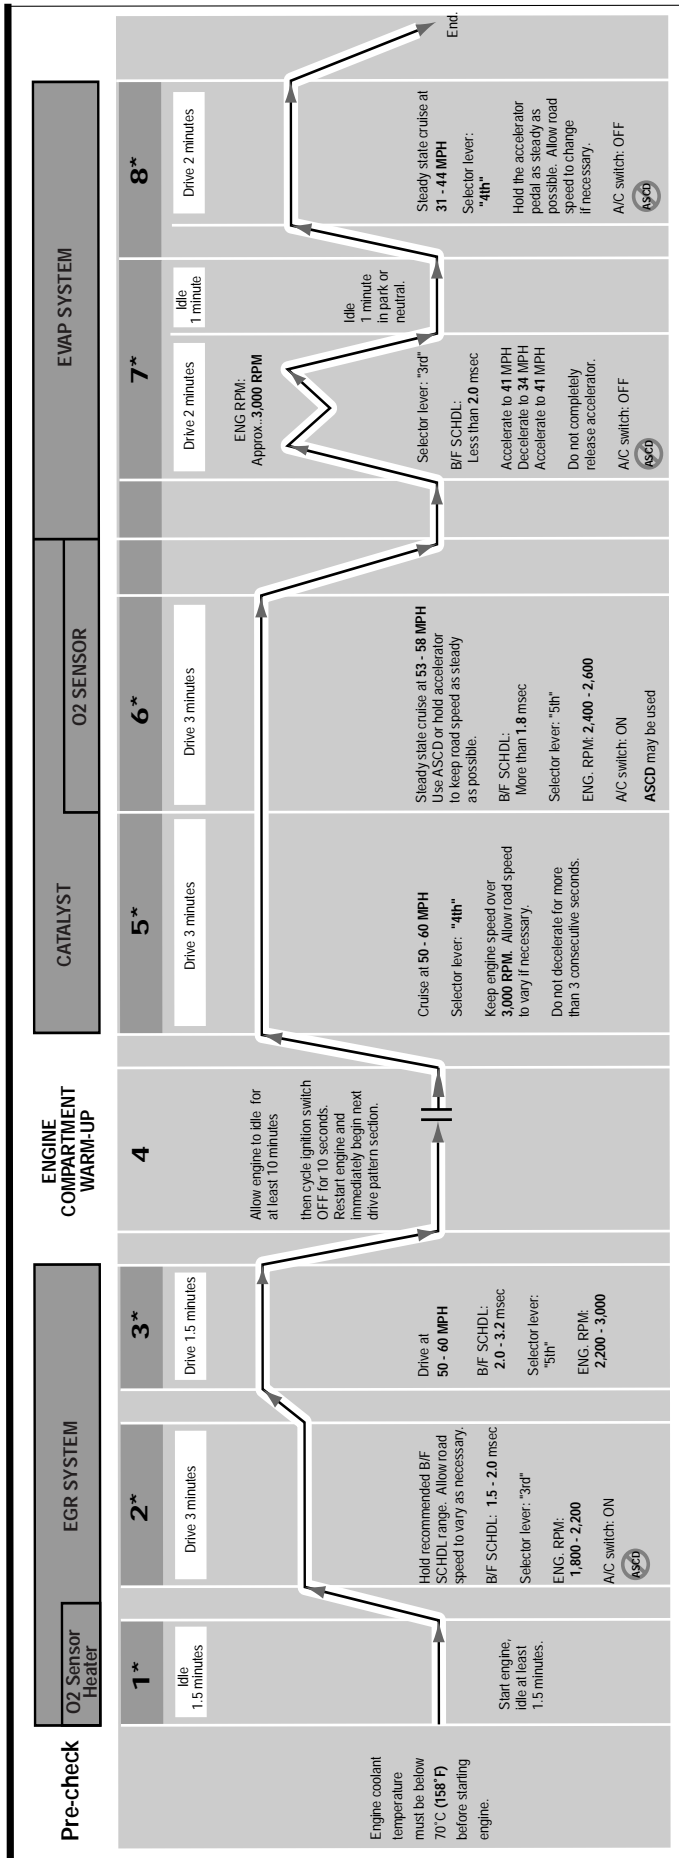 Pre-check
Engine coolant
temperature
must be below
70°C (158°F)
before starting
engine.
EGR SYSTEM
O2 Sensor
Heater
1*
Idle
1.5 minutes
Start engine,
idle at least
1.5 minutes.
2*
Drive 3 minutes
Hold recommended B/F
SCHDL range. Allow road
speed to vary as necessary.
B/F SCHDL: 1.5 - 2.0 msec
Selector lever: "3rd"
ENG. RPM:
1,800 - 2,200
A/C switch: ON
ASCD
3*
Drive 1.5 minutes
Drive at
50 - 60 MPH
B/F SCHDL:
2.0 - 3.2 msec
Selector lever:
"5th"
ENG. RPM:
2,200 - 3,000
ENGINE
COMPARTMENT
WARM-UP
4
Allow engine to idle for
at least 10 minutes
then cycle ignition switch
OFF for 10 seconds.
Restart engine and
immediately begin next
drive pattern section.
CATALYST
5*
Drive 3 minutes
Cruise at 50 - 60 MPH
Selector lever: "4th"
Keep engine speed over
3,000 RPM. Allow road speed
to vary if necessary.
Do not decelerate for more
than 3 consecutive seconds.
O2 SENSOR
6*
Drive 3 minutes
Steady state cruise at 53 - 58 MPH
Use ASCD or hold accelerator
to keep road speed as steady
as possible.
B/F SCHDL:
More than 1.8 msec
Selector lever: "5th"
ENG. RPM: 2,400 - 2,600
A/C switch: ON
ASCD may be used
EVAP SYSTEM
7*
Drive 2 minutes
ENG RPM:
Approx..3,000 RPM
Selector lever: "3rd"
B/F SCHDL:
Less than 2.0 msec
Accelerate to 41 MPH
Decelerate to 34 MPH
Accelerate to 41 MPH
Do not completely
release accelerator.
A/C switch: OFF
ASCD
Idle
1 minute
Idle
1 minute
in park or
neutral.
8*
Drive 2 minutes
Steady state cruise at
31 - 44 MPH
Selector lever:
"4th"
Hold the accelerator
pedal as steady as
possible. Allow road
speed to change
if necessary.
A/C switch: OFF
ASCD
End.